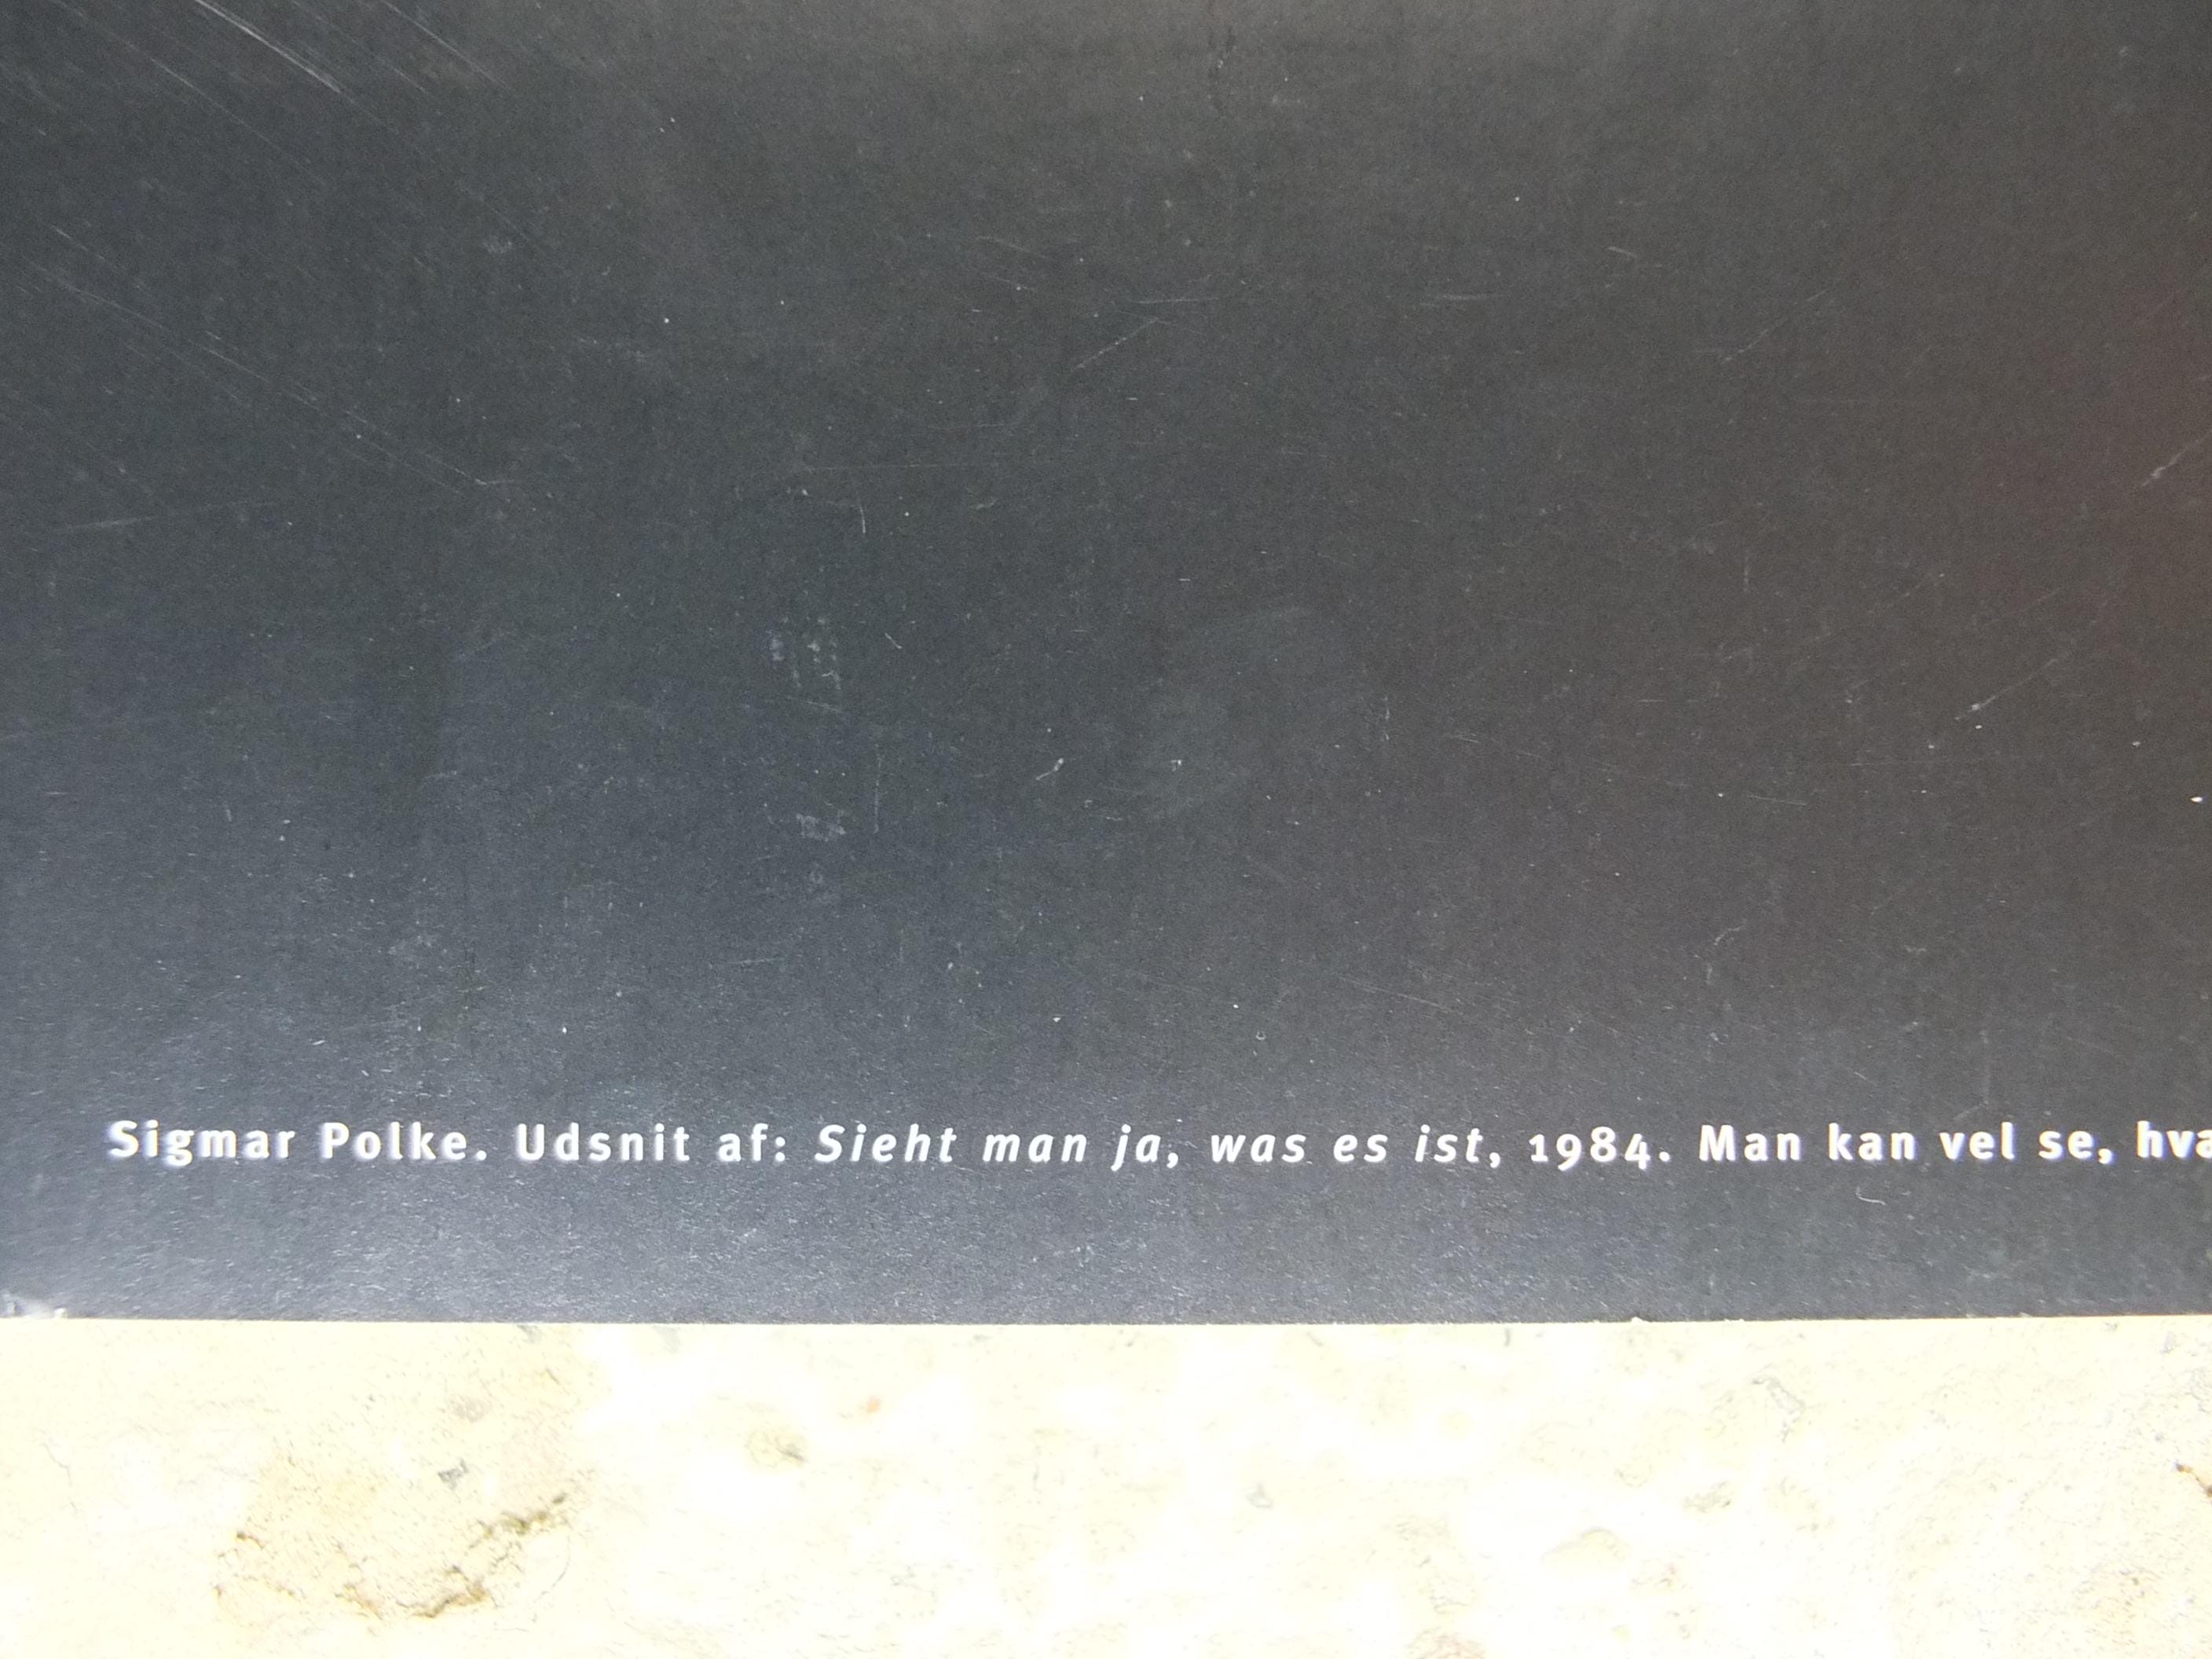 Sigmar Polke. Udsnit af: Sieht man ja, was es ist, 1984. Man kan vel se, hva